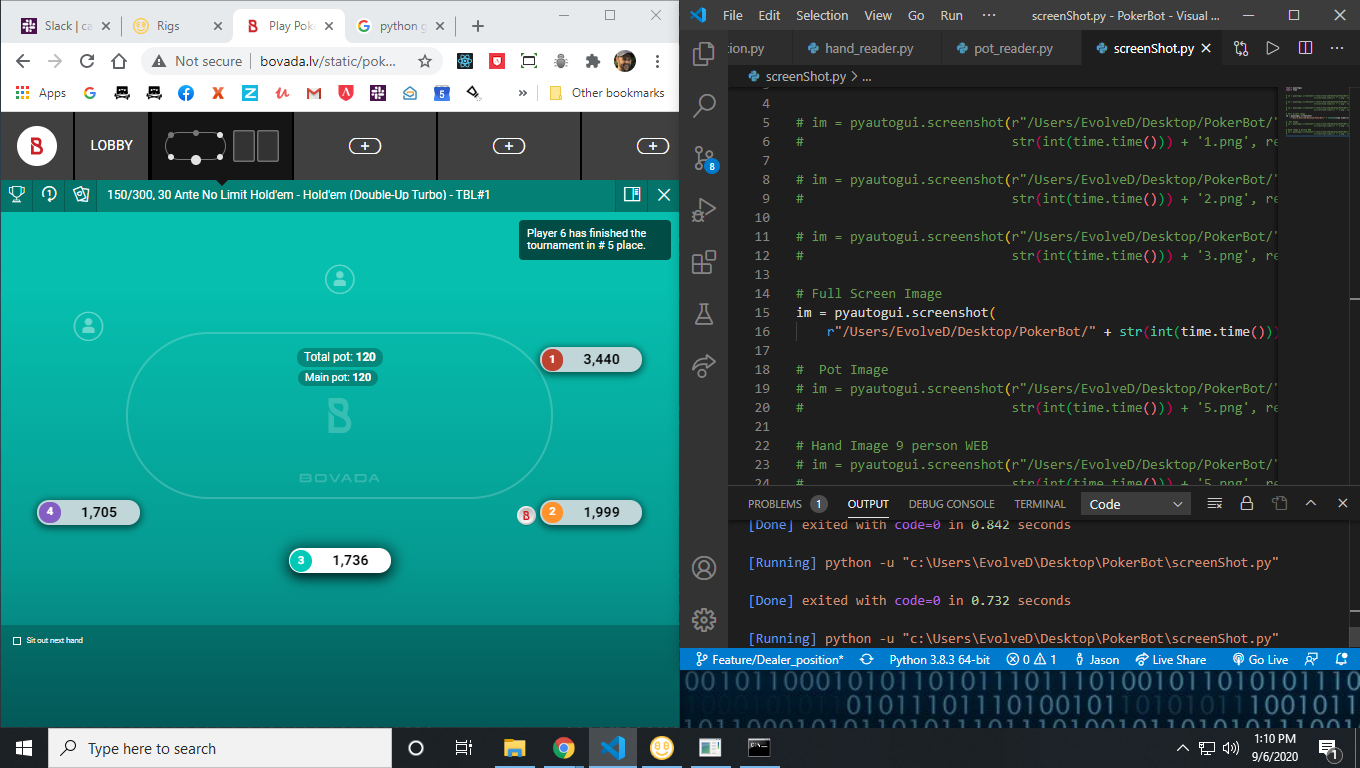 Slack | ca
Rigs
Play Pok
python g
Not secure
bovada.lv/static/pok...
Apps
Other bookmarks
LOBBY
150/300, 30 Ante No Limit Hold'em - Hold'em (Double-Up Turbo) - TBL#1
Player 6 has finished the
tournament in # 5 place.
Total pot: 120
Main pot: 120
BOVADA
1 3,440
4 1,705
B 2 1,999
3 1,736
Sit out next hand
File Edit Selection View Go Run ...
screenShot.py - PokerBot - Visual ...
tion.py
hand_reader.py
pot_reader.py
screenShot.py
screenShot.py > ...
8
4
5 # im = pyautogui.screenshot(r"/Users/EvolveD/Desktop/PokerBot/"
6 # str(int(time.time())) + '1.png', re
7
8 # im = pyautogui.screenshot(r"/Users/EvolveD/Desktop/PokerBot/"
9 # str(int(time.time())) + '2.png', re
10
11 # im = pyautogui.screenshot(r"/Users/EvolveD/Desktop/PokerBot/"
12 # str(int(time.time())) + '3.png', re
13
14 # Full Screen Image
15 im = pyautogui.screenshot(
16 r"/Users/EvolveD/Desktop/PokerBot/" + str(int(time.time()))
17
18 #  Pot Image
19 # im = pyautogui.screenshot(r"/Users/EvolveD/Desktop/PokerBot/"
20 # str(int(time.time())) + '5.png', re
21
22 # Hand Image 9 person WEB
23 # im = pyautogui.screenshot(r"/Users/EvolveD/Desktop/PokerBot/"
24 # str(int(time.time())) + '5.png', re
PROBLEMS 1 OUTPUT DEBUG CONSOLE TERMINAL Code
[Done] exited with code=0 in 0.842 seconds
[Running] python -u "c:\Users\EvolveD\Desktop\PokerBot\screenShot.py"
[Done] exited with code=0 in 0.732 seconds
[Running] python -u "c:\Users\EvolveD\Desktop\PokerBot\screenShot.py"
Feature/Dealer_position* Python 3.8.3 64-bit 0 1 Jason Live Share Go Live
Type here to search
1:10 PM
9/6/2020
1